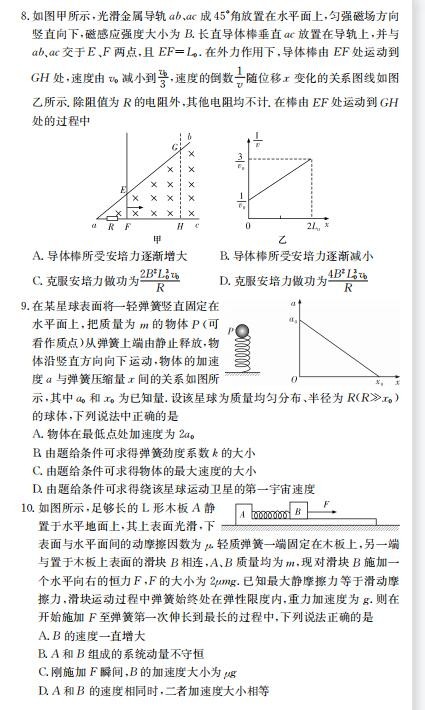 8.如图甲所示,光滑金属导轨ab、ac成45°角放置在水平面上,匀强磁场方向
竖直向下,磁感应强度大小为B.长直导体棒垂直ac放置在导轨上,并与
ab、ac交于E、F两点,且EF=L₀.在外力作用下,导体棒由EF处运动到
GH处,速度由v₀减小到v₀/3,速度的倒数1/v随位移x变化的关系图线如图
乙所示.除阻值为R的电阻外,其他电阻均不计.在棒由EF处运动到GH
处的过程中
b
G
E
a R F H c
甲
1/v
3/v₀
1/v₀
0 2L₀ x
乙
A.导体棒所受安培力逐渐增大 B.导体棒所受安培力逐渐减小
C.克服安培力做功为2B²L₀³v₀/R D.克服安培力做功为4B²L₀³v₀/R
9.在某星球表面将一轻弹簧竖直固定在
水平面上,把质量为m的物体P(可
看作质点)从弹簧上端由静止释放,物
体沿竖直方向向下运动,物体的加速
度a与弹簧压缩量x间的关系如图所
P
a
a₀
O x₀ x
示,其中a₀和x₀为已知量.设该星球为质量均匀分布、半径为R(R≫x₀)
的球体,下列说法中正确的是
A.物体在最低点处加速度为2a₀
B.由题给条件可求得弹簧劲度系数k的大小
C.由题给条件可求得物体的最大速度的大小
D.由题给条件可求得绕该星球运动卫星的第一宇宙速度
10.如图所示,足够长的L形木板A静
置于水平地面上,其上表面光滑,下
A B F
表面与水平面间的动摩擦因数为μ.轻质弹簧一端固定在木板上,另一端
与置于木板上表面的滑块B相连,A、B质量均为m,现对滑块B施加一
个水平向右的恒力F,F的大小为2μmg.已知最大静摩擦力等于滑动摩
擦力,滑块运动过程中弹簧始终处在弹性限度内,重力加速度为g.则在
开始施加F至弹簧第一次伸长到最长的过程中,下列说法正确的是
A.B的速度一直增大
B.A和B组成的系统动量不守恒
C.刚施加F瞬间,B的加速度大小为μg
D.A和B的速度相同时,二者加速度大小相等